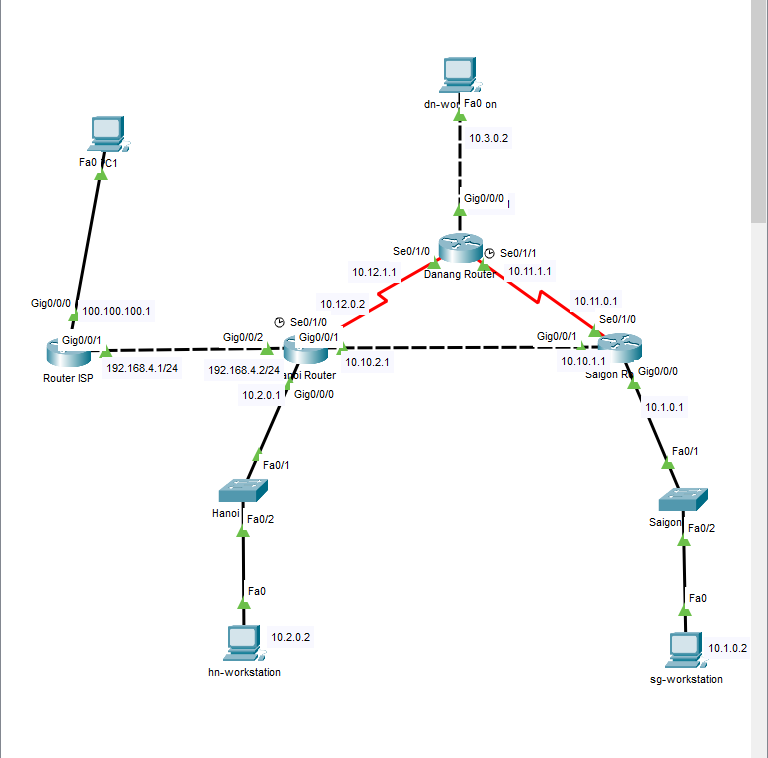 Fa0
dn-wor
on
10.3.0.2
Fa0
PC1
Gig0/0/0
Se0/1/0
Se0/1/1
10.12.1.1
Danang Router
10.11.1.1
Gig0/0/0
100.100.100.1
10.12.0.2
10.11.0.1
Se0/1/0
Se0/1/0
Gig0/0/1
Gig0/0/2
Gig0/0/1
Gig0/0/1
192.168.4.1/24
192.168.4.2/24
10.10.2.1
10.10.1.1
Router ISP
Router
Saigon
Gig0/0/0
10.2.0.1
Gig0/0/0
10.1.0.1
Fa0/1
Fa0/1
Hanoi
Fa0/2
Saigon
Fa0/2
Fa0
Fa0
10.2.0.2
10.1.0.2
hn-workstation
sg-workstation